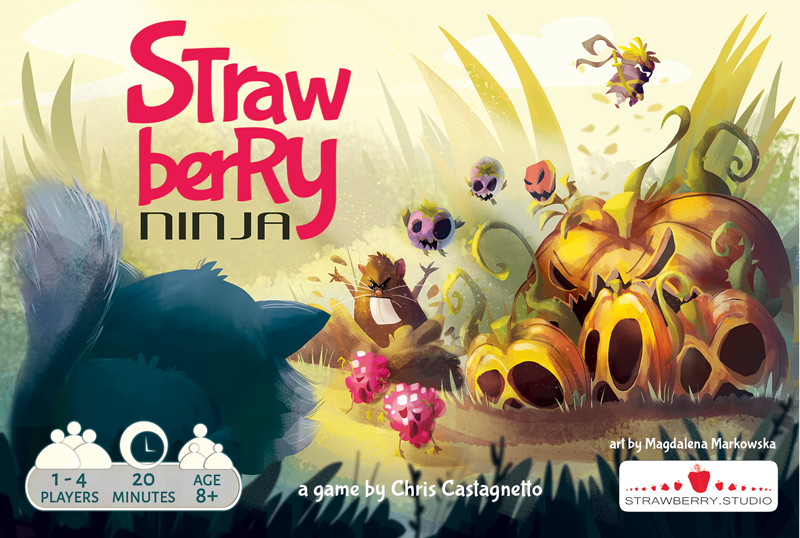 Straw
berry
NINJA
art by Magdalena Markowska
1 - 4
PLAYERS
20
MINUTES
AGE
8+
a game by Chris Castagnetto
STRAWBERRY.STUDIO